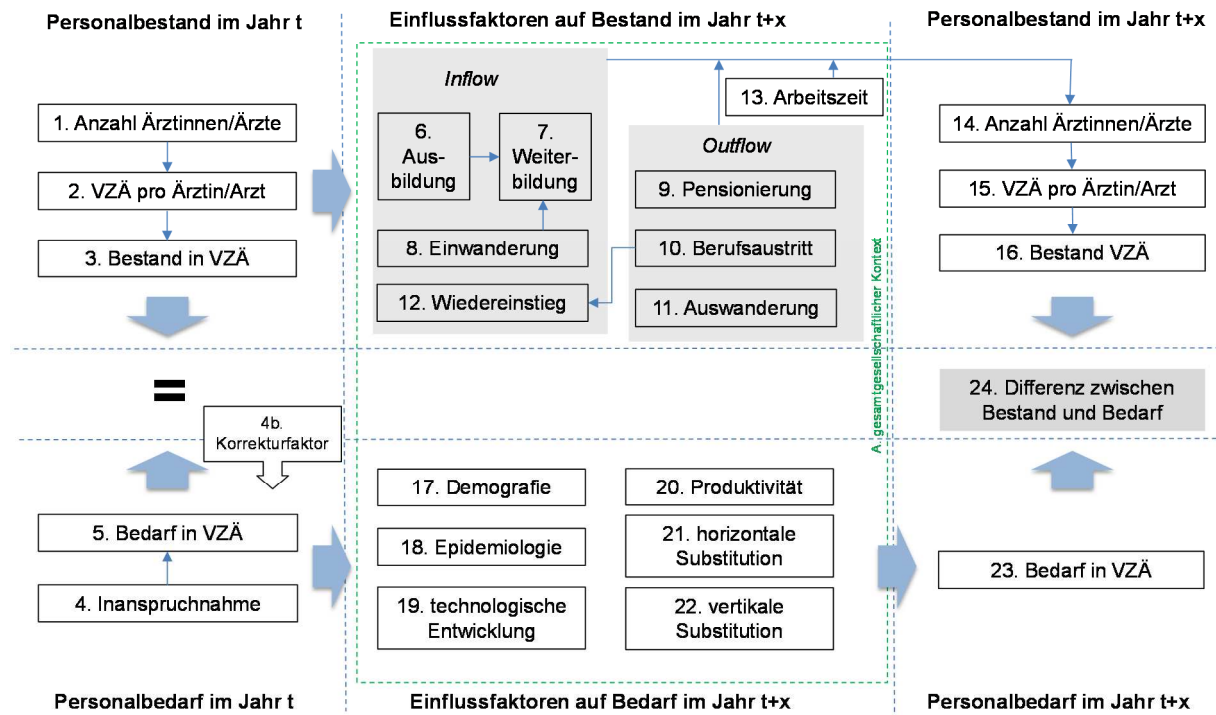 Personalbestand im Jahr t
Einflussfaktoren auf Bestand im Jahr t+x
Personalbestand im Jahr t+x
1. Anzahl Ärztinnen/Ärzte
2. VZÄ pro Ärztin/Arzt
3. Bestand in VZÄ
Inflow
6.
Aus-
bildung
7.
Weiter-
bildung
8. Einwanderung
12. Wiedereinstieg
13. Arbeitszeit
Outflow
9. Pensionierung
10. Berufsaustritt
11. Auswanderung
A. gesamtgesellschaftlicher Kontext
14. Anzahl Ärztinnen/Ärzte
15. VZÄ pro Ärztin/Arzt
16. Bestand VZÄ
=
4b.
Korrekturfaktor
24. Differenz zwischen
Bestand und Bedarf
5. Bedarf in VZÄ
4. Inanspruchnahme
17. Demografie
18. Epidemiologie
19. technologische
Entwicklung
20. Produktivität
21. horizontale
Substitution
22. vertikale
Substitution
23. Bedarf in VZÄ
Personalbedarf im Jahr t
Einflussfaktoren auf Bedarf im Jahr t+x
Personalbedarf im Jahr t+x